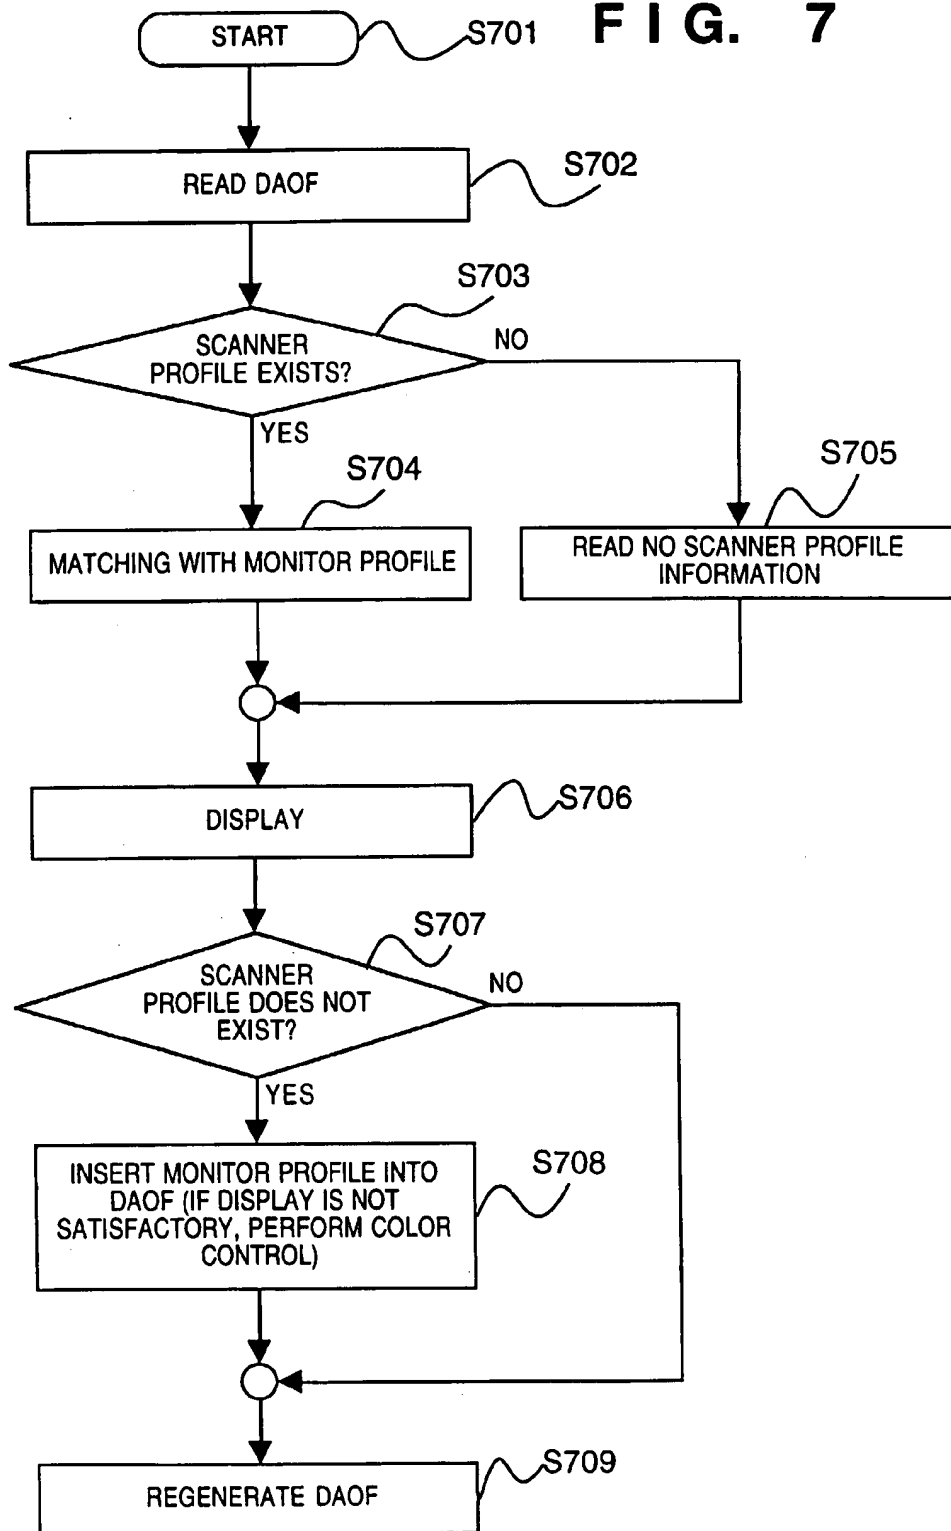 FIG. 7
START
S701
READ DAOF
S702
S703
SCANNER
PROFILE EXISTS?
NO
YES
S704
MATCHING WITH MONITOR PROFILE
S705
READ NO SCANNER PROFILE
INFORMATION
DISPLAY
S706
S707
SCANNER
PROFILE DOES NOT
EXIST?
NO
YES
S708
INSERT MONITOR PROFILE INTO
DAOF (IF DISPLAY IS NOT
SATISFACTORY, PERFORM COLOR
CONTROL)
REGENERATE DAOF
S709